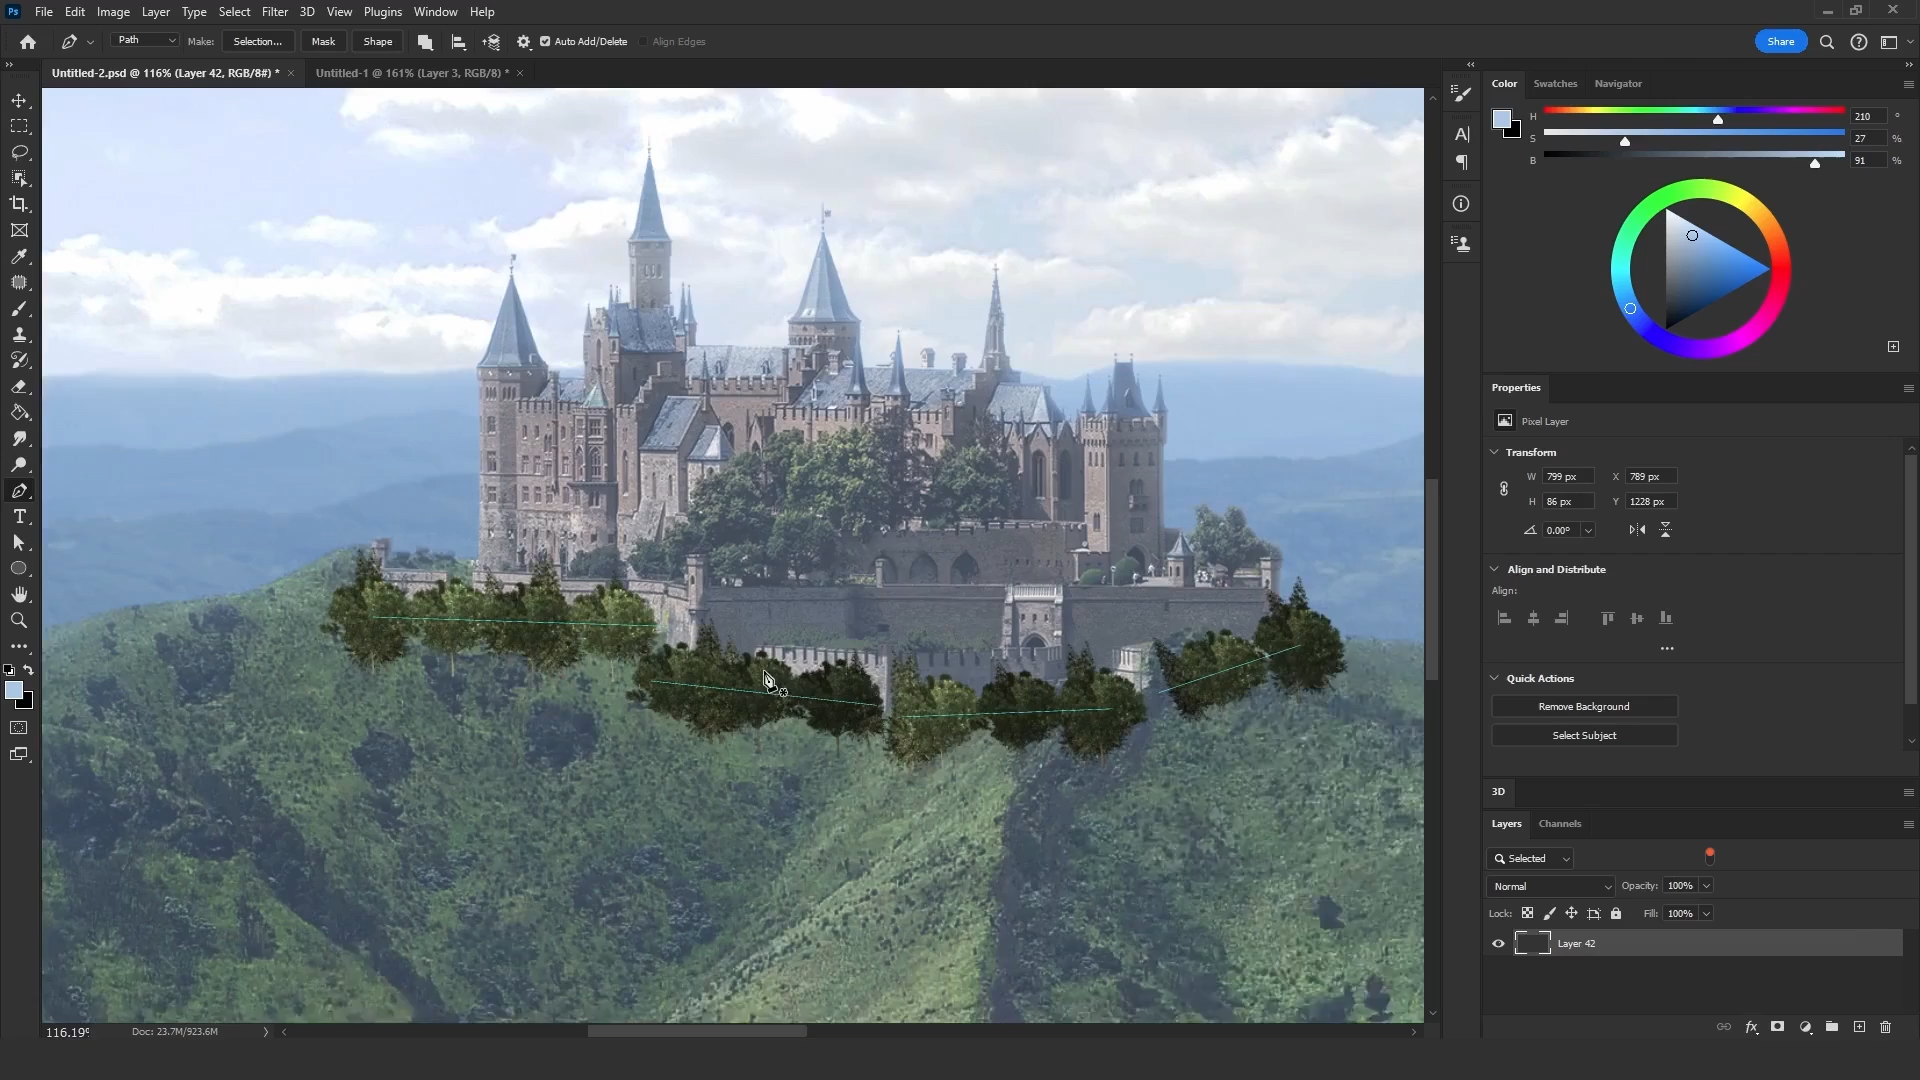 Ps File Edit Image Layer Type Select Filter 3D View Plugins Window Help
Path Make: Selection... Mask Shape Auto Add/Delete Align Edges Share
Untitled-2.psd @ 116% (Layer 42, RGB/8#) * × Untitled-1 @ 161% (Layer 3, RGB/8) * ×
Color Swatches Navigator
H 210 °
S 27 %
B 91 %
Properties
Pixel Layer
Transform
W 799 px X 789 px
H 86 px Y 1228 px
0.00°
Align and Distribute
Align:
Quick Actions
Remove Background
Select Subject
3D
Layers Channels
Selected
Normal Opacity: 100%
Lock: Fill: 100%
Layer 42
fx
116.19% Doc: 23.7M/923.6M